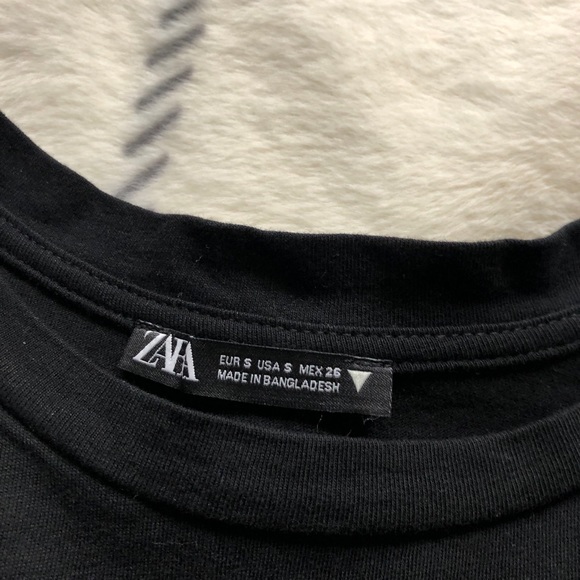 ZARA
EUR S USA S MEX 26
MADE IN BANGLADESH